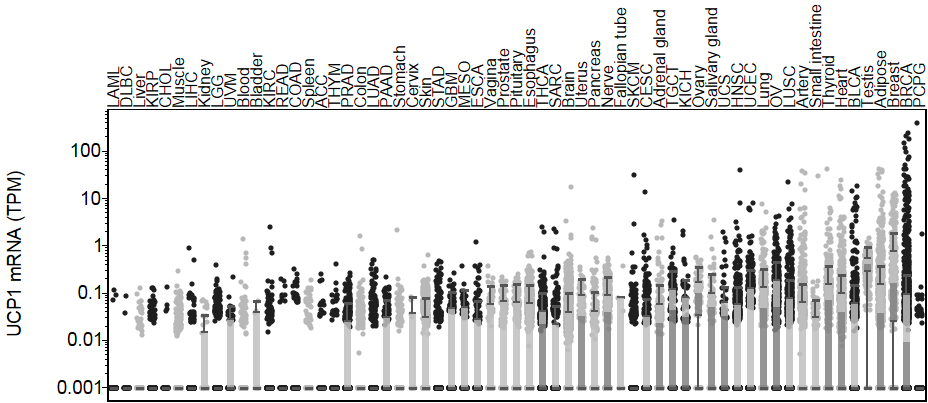 LAML
DLBC
Liver
KIRP
CHOL
Muscle
LIHC
Kidney
LGG
UVM
Blood
Bladder
KIRC
READ
COAD
Spleen
ACC
THYM
PRAD
Colon
LUAD
PAAD
Stomach
Cervix
Skin
STAD
GBM
MESO
ESCA
Vagina
Prostate
Pituitary
Esophagus
THCA
SARC
Brain
Uterus
Pancreas
Nerve
Fallopian tube
SKCM
CESC
Adrenal gland
TGCT
KICH
Ovary
Salivary gland
UCS
HNSC
UCEC
Lung
OV
LUSC
Artery
Small intestine
Thyroid
Heart
BLCA
Testis
Adipose
Breast
BRCA
PCPG
UCP1 mRNA (TPM)
100
10
1
0.1
0.01
0.001